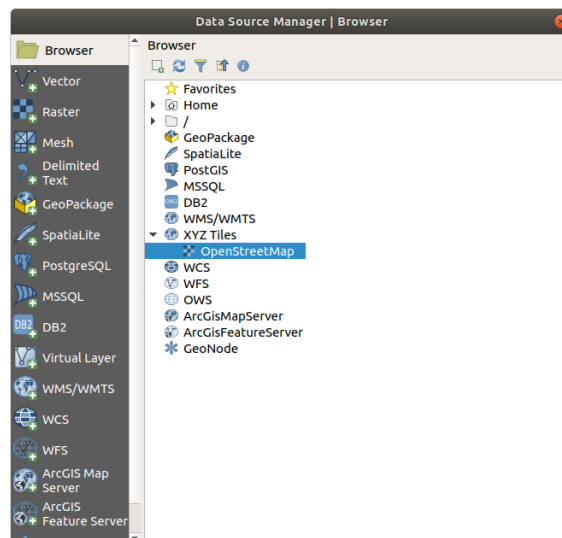 Data Source Manager | Browser
Browser
Vector
Raster
Mesh
Delimited
Text
GeoPackage
SpatiaLite
PostgreSQL
MSSQL
DB2
DB2
Virtual Layer
WMS/WMTS
WCS
WFS
ArcGIS Map
Server
ArcGIS
Feature Server
Browser
Favorites
Home
/
GeoPackage
SpatiaLite
PostGIS
MSSQL
DB2
DB2
WMS/WMTS
XYZ Tiles
OpenStreetMap
WCS
WFS
OWS
ArcGisMapServer
ArcGisFeatureServer
GeoNode